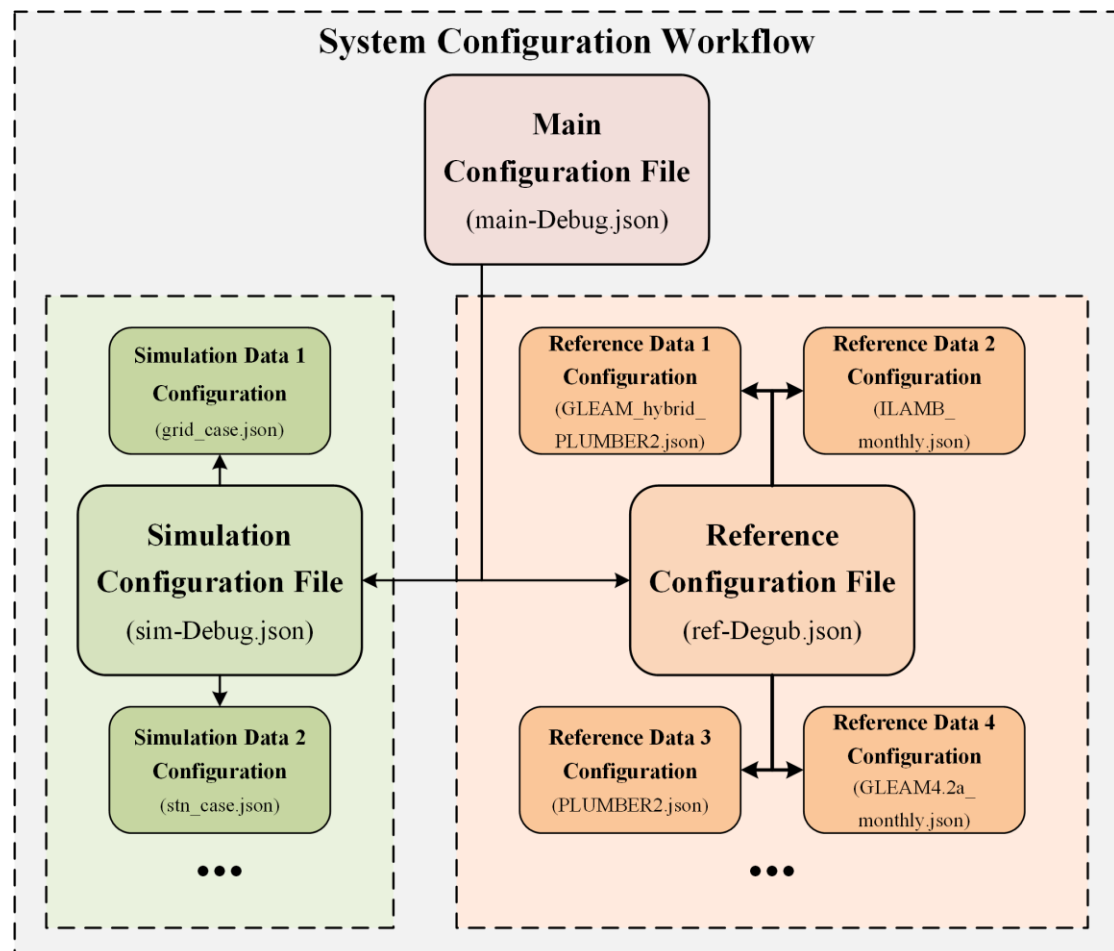 System Configuration Workflow
Main
Configuration File
(main-Debug.json)
Simulation Data 1
Configuration
(grid_case.json)
Simulation
Configuration File
(sim-Debug.json)
Simulation Data 2
Configuration
(stn_case.json)
•••
Reference Data 1
Configuration
(GLEAM_hybrid_
PLUMBER2.json)
Reference Data 2
Configuration
(ILAMB_
monthly.json)
Reference
Configuration File
(ref-Degub.json)
Reference Data 3
Configuration
(PLUMBER2.json)
Reference Data 4
Configuration
(GLEAM4.2a_
monthly.json)
•••